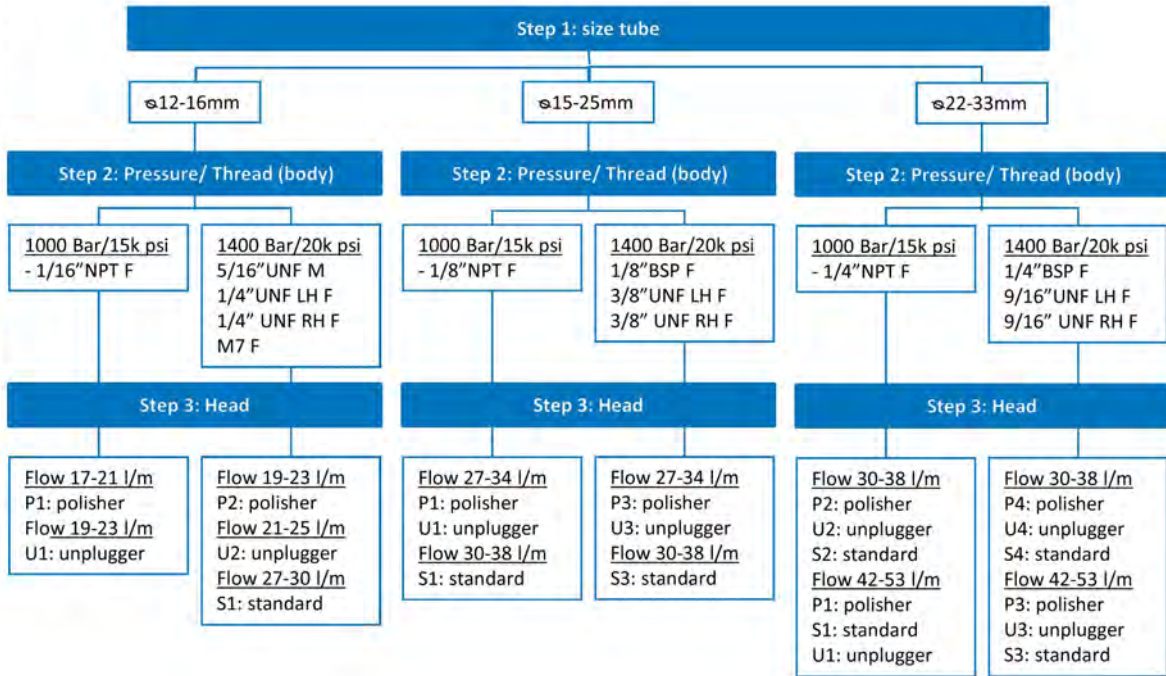 Step 1: size tube
⌀12-16mm
⌀15-25mm
⌀22-33mm
Step 2: Pressure/ Thread (body)
Step 2: Pressure/ Thread (body)
Step 2: Pressure/ Thread (body)
1000 Bar/15k psi
- 1/16”NPT F
1400 Bar/20k psi
5/16”UNF M
1/4”UNF LH F
1/4” UNF RH F
M7 F
1000 Bar/15k psi
- 1/8”NPT F
1400 Bar/20k psi
1/8”BSP F
3/8”UNF LH F
3/8” UNF RH F
1000 Bar/15k psi
- 1/4”NPT F
1400 Bar/20k psi
1/4”BSP F
9/16”UNF LH F
9/16” UNF RH F
Step 3: Head
Step 3: Head
Step 3: Head
Flow 17-21 l/m
P1: polisher
Flow 19-23 l/m
U1: unplugger
Flow 19-23 l/m
P2: polisher
Flow 21-25 l/m
U2: unplugger
Flow 27-30 l/m
S1: standard
Flow 27-34 l/m
P1: polisher
U1: unplugger
Flow 30-38 l/m
S1: standard
Flow 27-34 l/m
P3: polisher
U3: unplugger
Flow 30-38 l/m
S3: standard
Flow 30-38 l/m
P2: polisher
U2: unplugger
S2: standard
Flow 42-53 l/m
P1: polisher
S1: standard
U1: unplugger
Flow 30-38 l/m
P4: polisher
U4: unplugger
S4: standard
Flow 42-53 l/m
P3: polisher
U3: unplugger
S3: standard